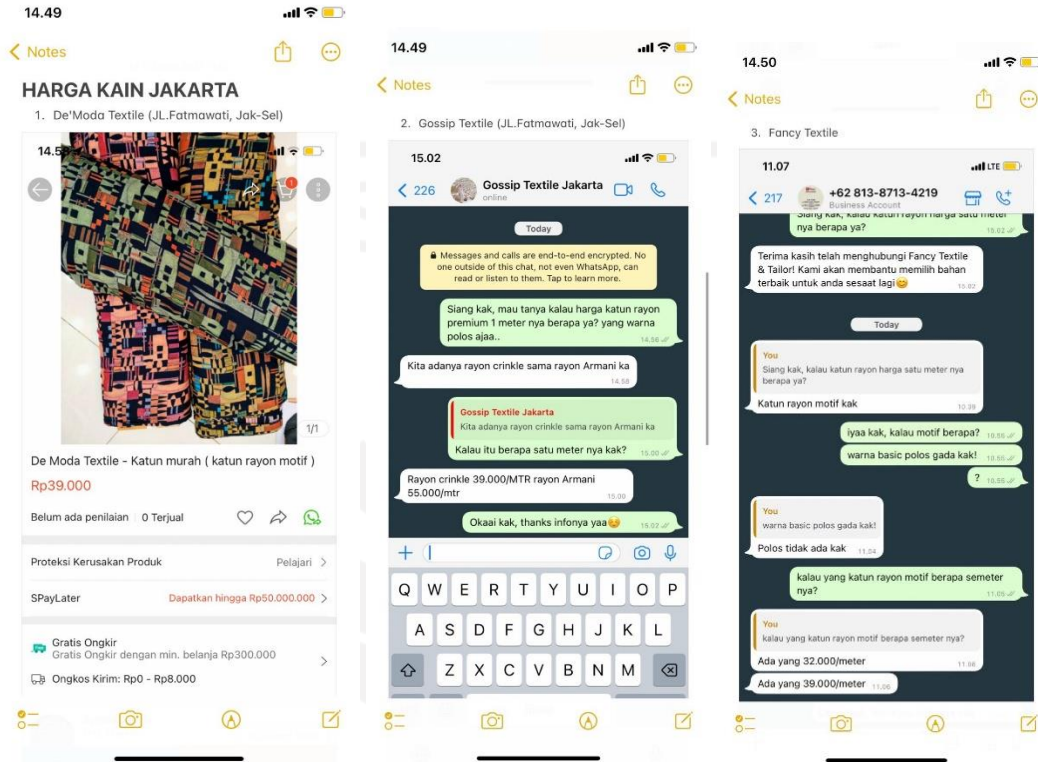 14.49
Notes
HARGA KAIN JAKARTA
1. De'Moda Textile (JL.Fatmawati, Jak-Sel)
1/1
De Moda Textile - Katun murah ( katun rayon motif )
Rp39.000
Belum ada penilaian
0 Terjual
Proteksi Kerusakan Produk
Pelajari
SPayLater
Dapatkan hingga Rp50.000.000
Gratis Ongkir
Gratis Ongkir dengan min. belanja Rp300.000
Ongkos Kirim: Rp0 - Rp8.000
14.49
Notes
2. Gossip Textile (JL.Fatmawati, Jak-Sel)
15.02
226
Gossip Textile Jakarta
online
Today
Messages and calls are end-to-end encrypted. No
one outside of this chat, not even WhatsApp, can
read or listen to them. Tap to learn more.
Siang kak, mau tanya kalau harga katun rayon
premium 1 meter nya berapa ya? yang warna
polos ajaa..
14.56
Kita adanya rayon crinkle sama rayon Armani ka
14.58
Gossip Textile Jakarta
Kita adanya rayon crinkle sama rayon Armani ka
Kalau itu berapa satu meter nya kak?
15.00
Rayon crinkle 39.000/MTR rayon Armani
55.000/mtr
15.00
Okaai kak, thanks infonya yaa
15.02
Q W E R T Y U I O P
A S D F G H J K L
Z X C V B N M
14.50
Notes
3. Fancy Textile
11.07
LTE
217
+62 813-8713-4219
Business Account
Siang kak, kalau katun rayon harga satu meter
nya berapa ya?
15.02
Terima kasih telah menghubungi Fancy Textile
& Tailor! Kami akan membantu memilih bahan
terbaik untuk anda sesaat lagi
15.02
Today
You
Siang kak, kalau katun rayon harga satu meter nya
berapa ya?
Katun rayon motif kak
10.39
iyaa kak, kalau motif berapa?
10.55
warna basic polos gada kak!
10.55
?
10.55
You
warna basic polos gada kak!
Polos tidak ada kak
11.04
kalau yang katun rayon motif berapa semeter
nya?
11.05
You
kalau yang katun rayon motif berapa semeter nya?
Ada yang 32.000/meter
11.06
Ada yang 39.000/meter
11.06